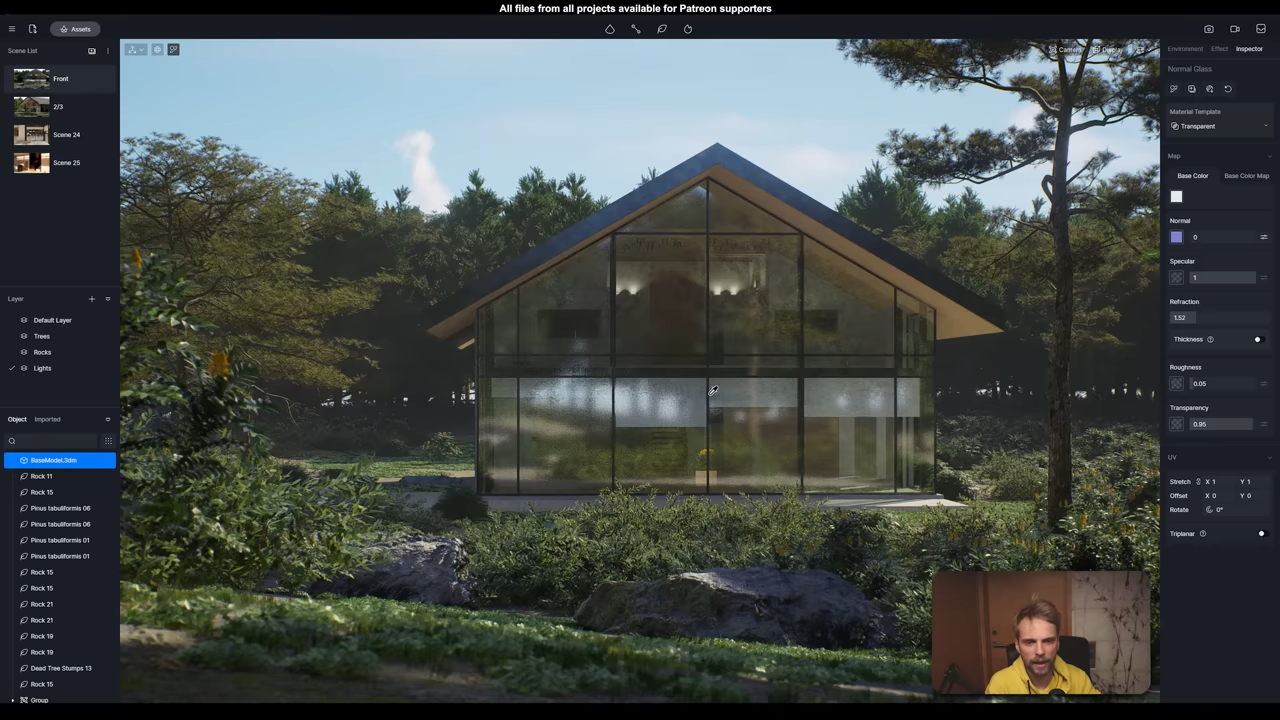 All files from all projects available for Patreon supporters
Assets
Scene List
Front
2/3
Scene 24
Scene 25
Layer
Default Layer
Trees
Rocks
Lights
Object
Imported
BaseModel.3dm
Rock 11
Rock 15
Pinus tabuliformis 06
Pinus tabuliformis 06
Pinus tabuliformis 01
Pinus tabuliformis 01
Rock 15
Rock 15
Rock 21
Rock 21
Rock 19
Rock 19
Dead Tree Stumps 13
Rock 15
Group
Camera
Display
Environment
Effect
Inspector
Normal Glass
Material Template
Transparent
Map
Base Color
Base Color Map
Normal
0
Specular
1
Refraction
1.52
Thickness
Roughness
0.05
Transparency
0.95
UV
Stretch X 1 Y 1
Offset X 0 Y 0
Rotate 0°
Triplanar